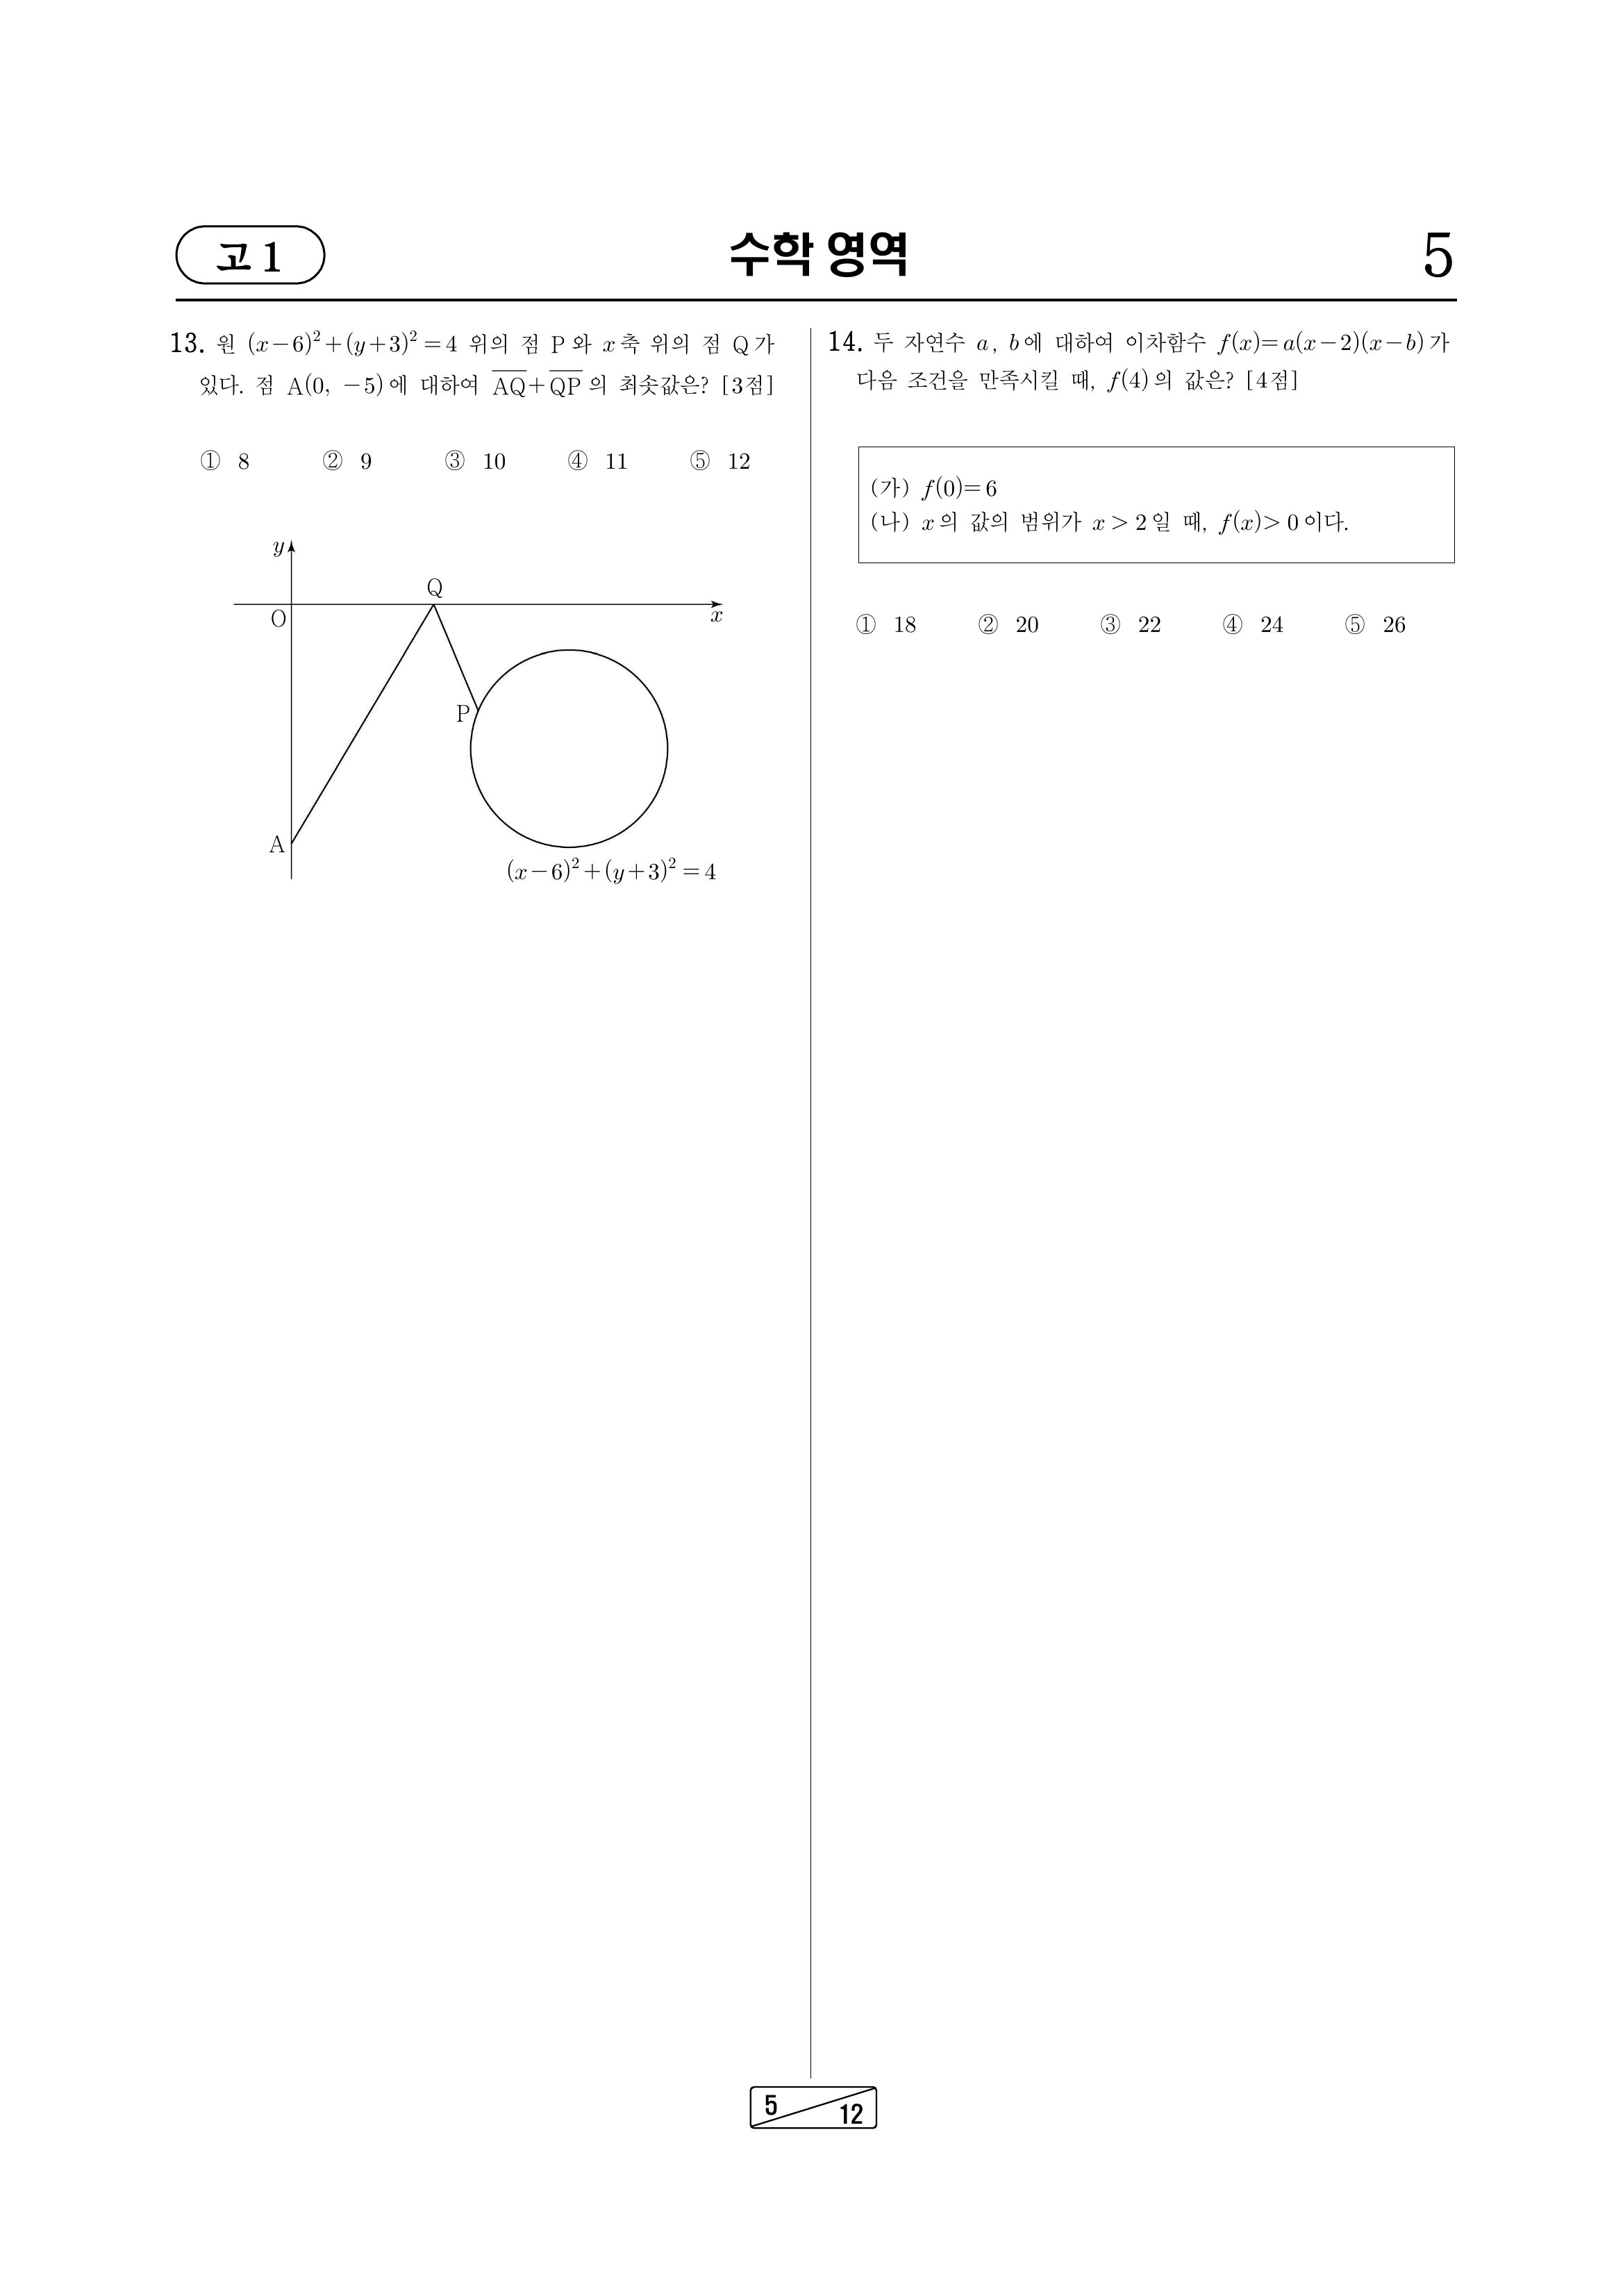 고 1
수학 영역
5
13. 원 (x-6)²+(y+3)²=4 위의 점 P와 x축 위의 점 Q가
있다. 점 A(0, -5)에 대하여 A̅Q̅+Q̅P̅의 최솟값은? [3점]
① 8 ② 9 ③ 10 ④ 11 ⑤ 12
y
Q
O
x
P
A
(x-6)²+(y+3)²=4
14. 두 자연수 a, b에 대하여 이차함수 f(x)=a(x-2)(x-b)가
다음 조건을 만족시킬 때, f(4)의 값은? [4점]
(가) f(0)=6
(나) x의 값의 범위가 x>2일 때, f(x)>0이다.
① 18 ② 20 ③ 22 ④ 24 ⑤ 26
5
12